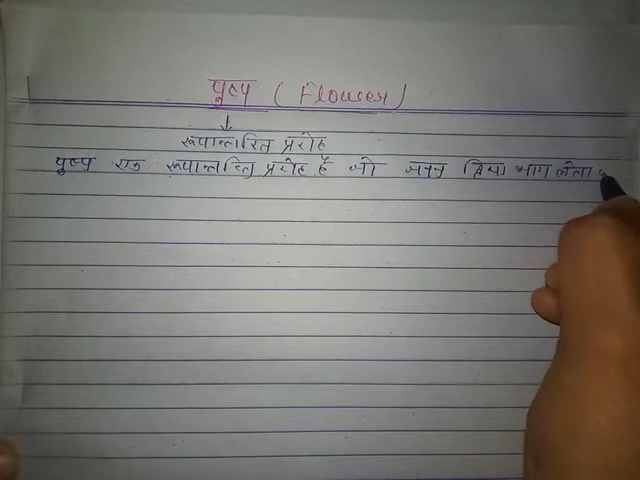 पुष्प (Flower)
↓
रूपान्तरित प्ररोह
पुष्प एक रूपान्तरित प्ररोह हैं जो जनन क्रिया भाग लेता